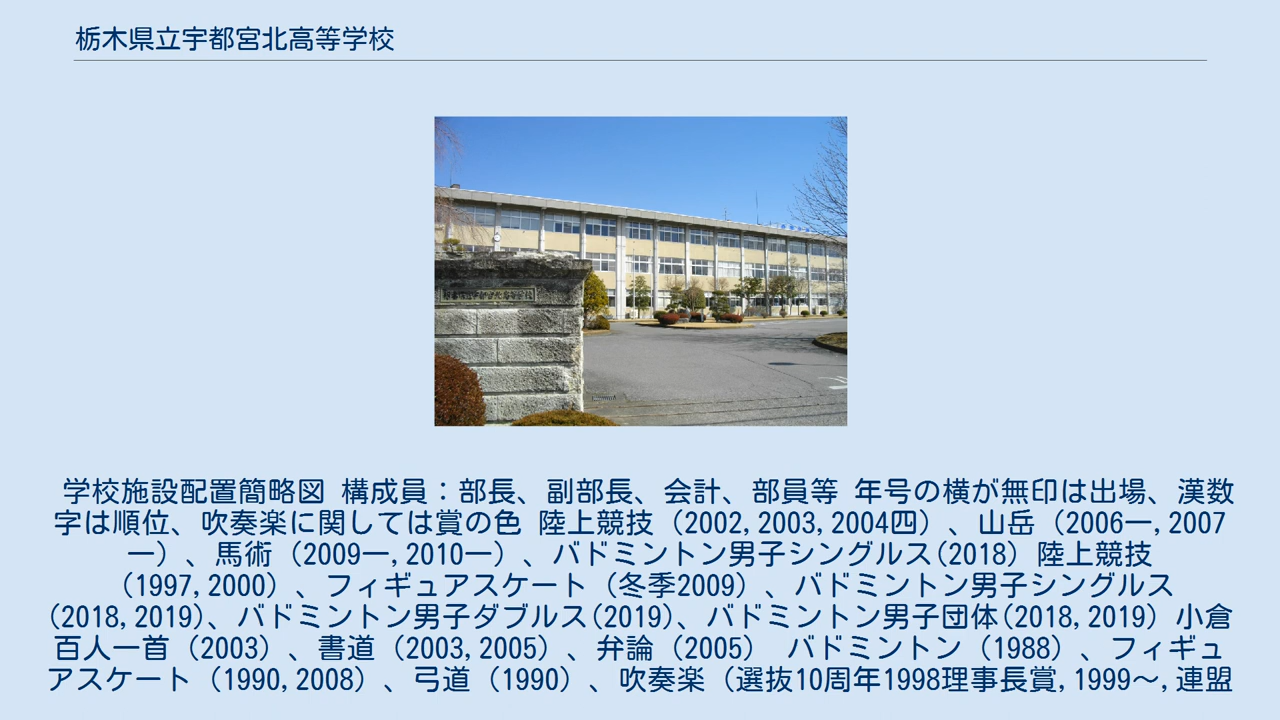 栃木県立宇都宮北高等学校
学校施設配置簡略図 構成員：部長、副部長、会計、部員等 年号の横が無印は出場、漢数
字は順位、吹奏楽に関しては賞の色 陸上競技（2002,2003,2004四）、山岳（2006一,2007
一）、馬術（2009一,2010一）、バドミントン男子シングルス(2018）陸上競技
（1997,2000）、フィギュアスケート（冬季2009）、バドミントン男子シングルス
(2018,2019)、バドミントン男子ダブルス(2019)、バドミントン男子団体(2018,2019）小倉
百人一首（2003）、書道（2003,2005）、弁論（2005） バドミントン（1988）、フィギュ
アスケート（1990,2008）、弓道（1990）、吹奏楽（選抜10周年1998理事長賞,1999〜,連盟